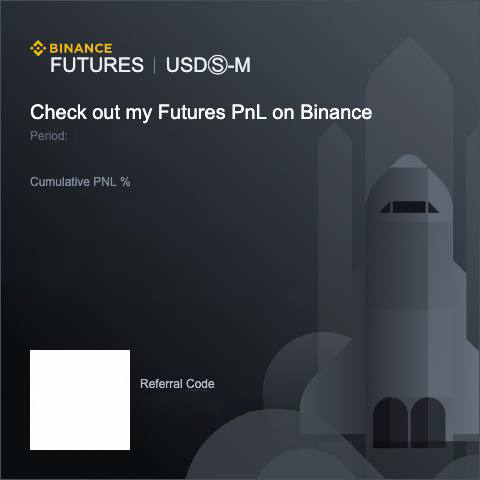 BINANCE
FUTURES | USDⓈ-M
Check out my Futures PnL on Binance
Period:
Cumulative PNL %
Referral Code